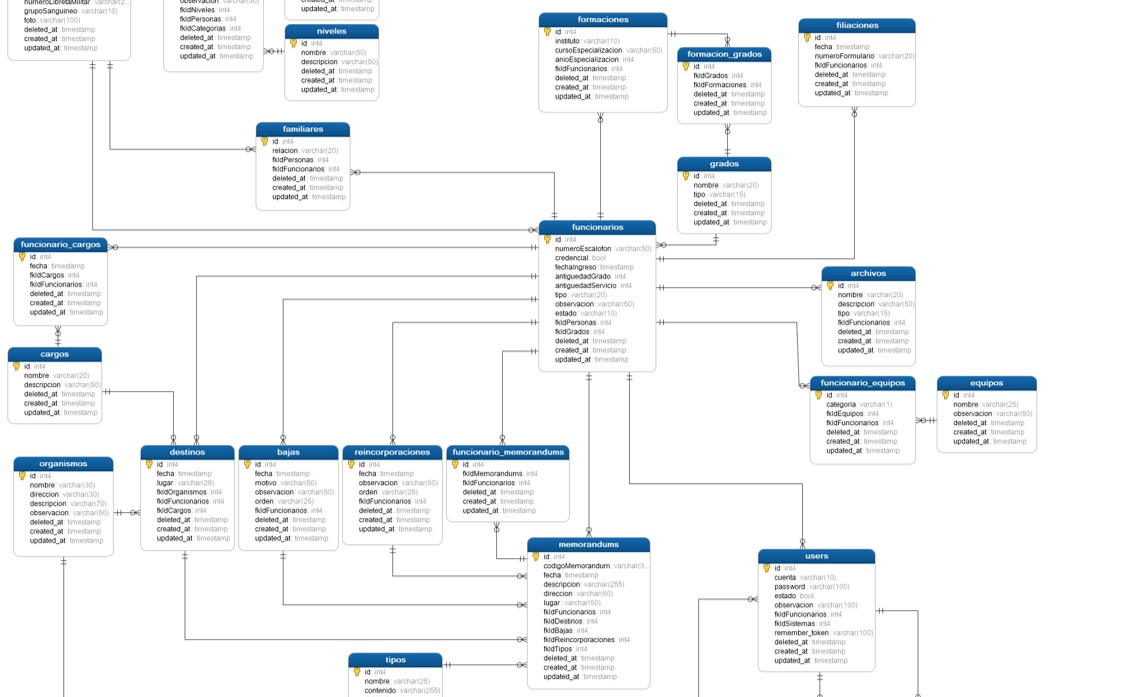 numeroLibretaMilitar: varchar(2...
grupoSanguineo: varchar(10)
foto: varchar(100)
deleted_at: timestamp
created_at: timestamp
updated_at: timestamp
observacion: varchar(50)
fkIdNiveles: int4
fkIdPersonas: int4
fkIdCategorias: int4
deleted_at: timestamp
created_at: timestamp
updated_at: timestamp
updated_at: timestamp
niveles
id: int4
nombre: varchar(50)
descripcion: varchar(50)
deleted_at: timestamp
created_at: timestamp
updated_at: timestamp
formaciones
id: int4
instituto: varchar(10)
cursoEspecializacion: varchar(50)
anioEspecializacion: int4
fkIdFuncionarios: int4
deleted_at: timestamp
created_at: timestamp
updated_at: timestamp
formacion_grados
id: int4
fkIdGrados: int4
fkIdFormaciones: int4
deleted_at: timestamp
created_at: timestamp
updated_at: timestamp
filiaciones
id: int4
fecha: timestamp
numeroFormulario: varchar(20)
fkIdFuncionarios: int4
deleted_at: timestamp
created_at: timestamp
updated_at: timestamp
familiares
id: int4
relacion: varchar(20)
fkIdPersonas: int4
fkIdFuncionarios: int4
deleted_at: timestamp
created_at: timestamp
updated_at: timestamp
grados
id: int4
nombre: varchar(20)
tipo: varchar(15)
deleted_at: timestamp
created_at: timestamp
updated_at: timestamp
funcionarios
id: int4
numeroEscalofon: varchar(50)
credencial: bool
fechaIngreso: timestamp
antiguedadGrado: int4
antiguedadServicio: int4
tipo: varchar(20)
observacion: varchar(50)
estado: varchar(10)
fkIdPersonas: int4
fkIdGrados: int4
deleted_at: timestamp
created_at: timestamp
updated_at: timestamp
funcionario_cargos
id: int4
fecha: timestamp
fkIdCargos: int4
fkIdFuncionarios: int4
deleted_at: timestamp
created_at: timestamp
updated_at: timestamp
archivos
id: int4
nombre: varchar(20)
descripcion: varchar(50)
tipo: varchar(15)
fkIdFuncionarios: int4
deleted_at: timestamp
created_at: timestamp
updated_at: timestamp
cargos
id: int4
nombre: varchar(20)
descripcion: varchar(50)
deleted_at: timestamp
created_at: timestamp
updated_at: timestamp
funcionario_equipos
id: int4
categoria: varchar(1)
fkIdEquipos: int4
fkIdFuncionarios: int4
deleted_at: timestamp
created_at: timestamp
updated_at: timestamp
equipos
id: int4
nombre: varchar(25)
observacion: varchar(50)
deleted_at: timestamp
created_at: timestamp
updated_at: timestamp
organismos
id: int4
nombre: varchar(30)
direccion: varchar(30)
descripcion: varchar(70)
observacion: varchar(50)
deleted_at: timestamp
created_at: timestamp
updated_at: timestamp
destinos
id: int4
fecha: timestamp
lugar: varchar(25)
fkIdOrganismos: int4
fkIdFuncionarios: int4
fkIdCargos: int4
deleted_at: timestamp
created_at: timestamp
updated_at: timestamp
bajas
id: int4
fecha: timestamp
motivo: varchar(50)
observacion: varchar(50)
orden: varchar(25)
fkIdFuncionarios: int4
deleted_at: timestamp
created_at: timestamp
updated_at: timestamp
reincorporaciones
id: int4
fecha: timestamp
observacion: varchar(50)
orden: varchar(25)
fkIdFuncionarios: int4
deleted_at: timestamp
created_at: timestamp
updated_at: timestamp
funcionario_memorandums
id: int4
fkIdMemorandums: int4
fkIdFuncionarios: int4
deleted_at: timestamp
created_at: timestamp
updated_at: timestamp
memorandums
id: int4
codigoMemorandum: varchar(3...
fecha: timestamp
descripcion: varchar(255)
direccion: varchar(50)
lugar: varchar(50)
fkIdFuncionarios: int4
fkIdDestinos: int4
fkIdBajas: int4
fkIdReincorporaciones: int4
fkIdTipos: int4
deleted_at: timestamp
created_at: timestamp
updated_at: timestamp
users
id: int4
cuenta: varchar(10)
password: varchar(100)
estado: bool
observacion: varchar(100)
fkIdFuncionarios: int4
fkIdSistemas: int4
remember_token: varchar(100)
deleted_at: timestamp
created_at: timestamp
updated_at: timestamp
tipos
id: int4
nombre: varchar(25)
contenido: varchar(255)